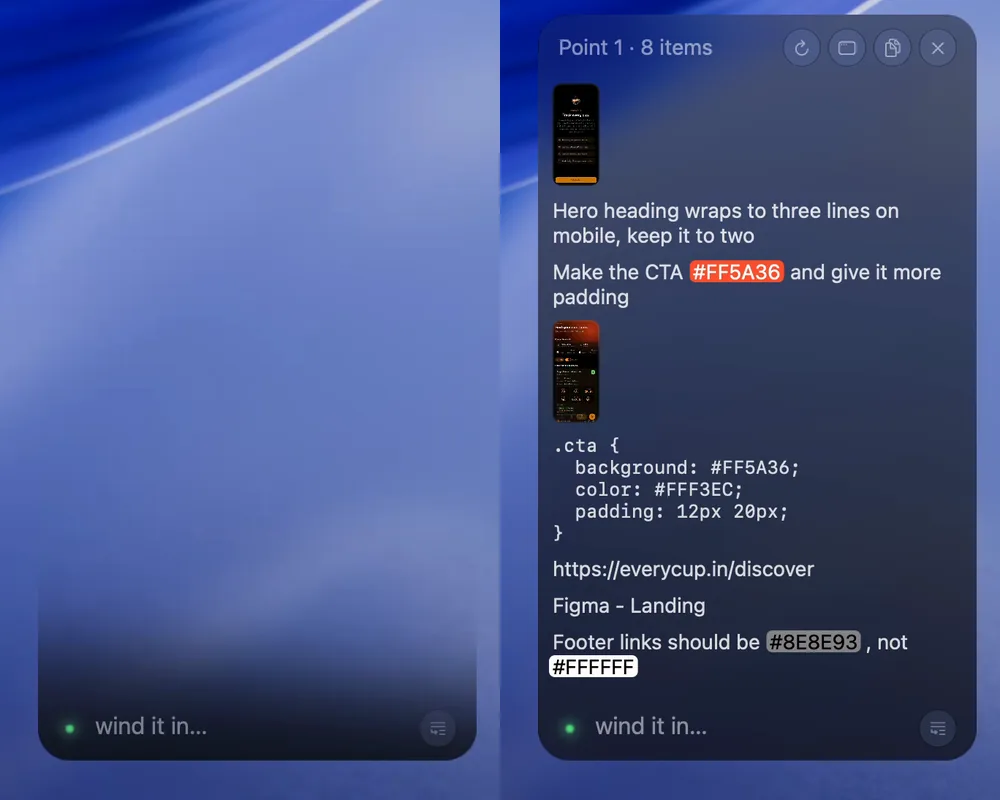 Point 1 · 8 items
Hero heading wraps to three lines on
mobile, keep it to two
Make the CTA #FF5A36 and give it more
padding
.cta {
  background: #FF5A36;
  color: #FFF3EC;
  padding: 12px 20px;
}
https://everycup.in/discover
Figma - Landing
Footer links should be #8E8E93 , not
#FFFFFF
wind it in...
wind it in...